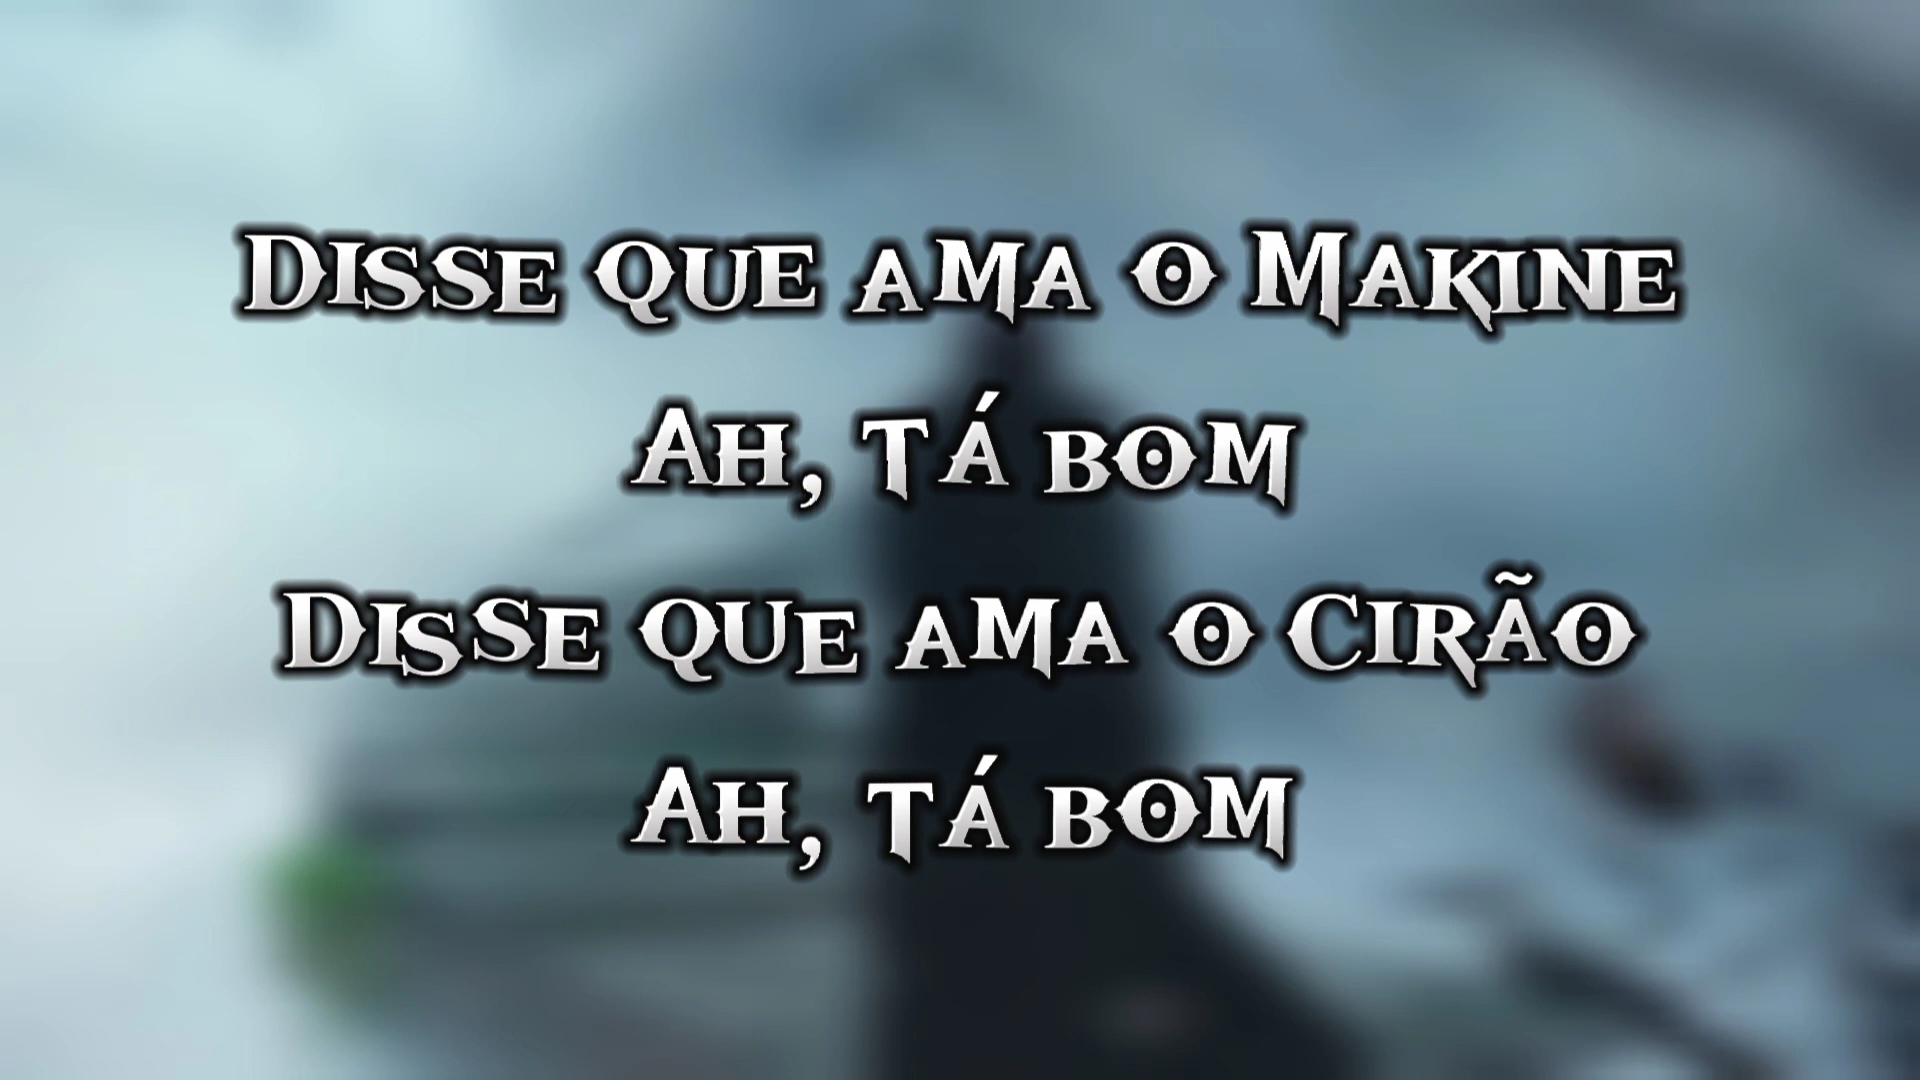 Disse que ama o Makine
Ah, tá bom
Disse que ama o Cirão
Ah, tá bom